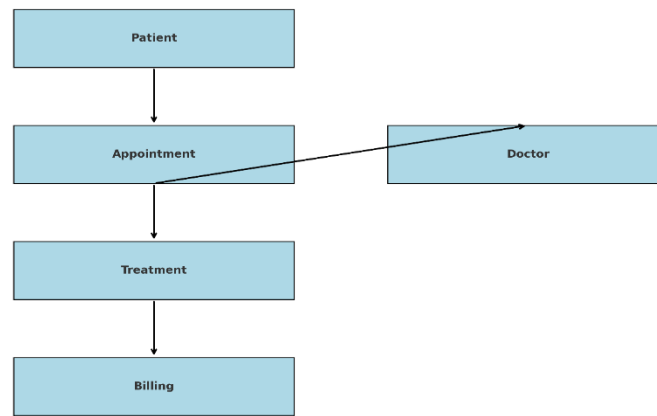 Patient
Appointment
Doctor
Treatment
Billing